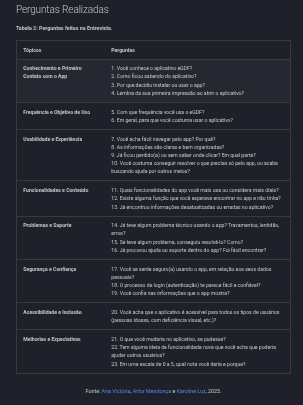 Perguntas Realizadas
Tabela 2: Perguntas feitas na Entrevista.
Tópicos
Perguntas
Conhecimento e Primeiro
Contato com o App
1. Você conhece o aplicativo eGDF?
2. Como ficou sabendo do aplicativo?
3. Por que decidiu instalar ou usar o app?
4. Lembra da sua primeira impressão ao abrir o aplicativo?
Frequência e Objetivo de Uso
5. Com que frequência você usa o eGDF?
6. Em geral, para que você costuma usar o aplicativo?
Usabilidade e Experiência
7. Você acha fácil navegar pelo app? Por quê?
8. As informações são claras e bem organizadas?
9. Já ficou perdido(a) ou sem saber onde clicar? Em qual parte?
10. Você costuma conseguir resolver o que precisa só pelo app, ou acaba
buscando ajuda por outros meios?
Funcionalidades e Conteúdo
11. Quais funcionalidades do app você mais usa ou considera mais úteis?
12. Existe alguma função que você esperava encontrar no app e não tinha?
13. Já encontrou informações desatualizadas ou erradas no aplicativo?
Problemas e Suporte
14. Já teve algum problema técnico usando o app? Travamentos, lentidão,
erros?
15. Se teve algum problema, conseguiu resolvê-lo? Como?
16. Já procurou ajuda ou suporte dentro do app? Foi fácil encontrar?
Segurança e Confiança
17. Você se sente seguro(a) usando o app, em relação aos seus dados
pessoais?
18. O processo de login (autenticação) te parece fácil e confiável?
19. Você confia nas informações que o app mostra?
Acessibilidade e Inclusão
20. Você acha que o aplicativo é acessível para todos os tipos de usuários
(pessoas idosas, com deficiência visual, etc.)?
Melhorias e Expectativas
21. O que você mudaria no aplicativo, se pudesse?
22. Tem alguma ideia de funcionalidade nova que você acha que poderia
ajudar outros usuários?
23. Em uma escala de 0 a 5, qual nota você daria e porque?
Fonte: Ana Victória, Artur Mendonça e Karoline Luz, 2025.